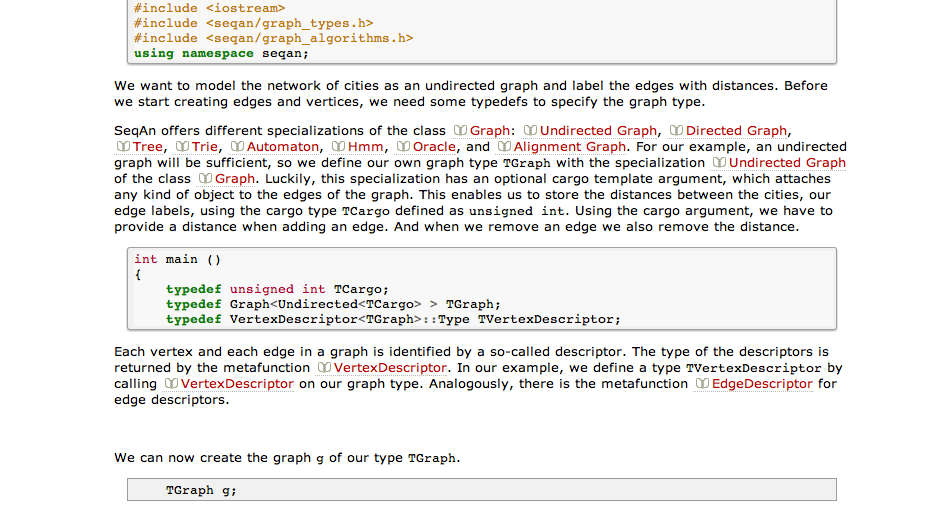 #include <iostream>
#include <seqan/graph_types.h>
#include <seqan/graph_algorithms.h>
using namespace seqan;
We want to model the network of cities as an undirected graph and label the edges with distances. Before
we start creating edges and vertices, we need some typedefs to specify the graph type.
SeqAn offers different specializations of the class Graph: Undirected Graph, Directed Graph,
Tree, Trie, Automaton, Hmm, Oracle, and Alignment Graph. For our example, an undirected
graph will be sufficient, so we define our own graph type TGraph with the specialization Undirected Graph
of the class Graph. Luckily, this specialization has an optional cargo template argument, which attaches
any kind of object to the edges of the graph. This enables us to store the distances between the cities, our
edge labels, using the cargo type TCargo defined as unsigned int. Using the cargo argument, we have to
provide a distance when adding an edge. And when we remove an edge we also remove the distance.
int main ()
{
    typedef unsigned int TCargo;
    typedef Graph<Undirected<TCargo> > TGraph;
    typedef VertexDescriptor<TGraph>::Type TVertexDescriptor;
Each vertex and each edge in a graph is identified by a so-called descriptor. The type of the descriptors is
returned by the metafunction VertexDescriptor. In our example, we define a type TVertexDescriptor by
calling VertexDescriptor on our graph type. Analogously, there is the metafunction EdgeDescriptor for
edge descriptors.
We can now create the graph g of our type TGraph.
    TGraph g;